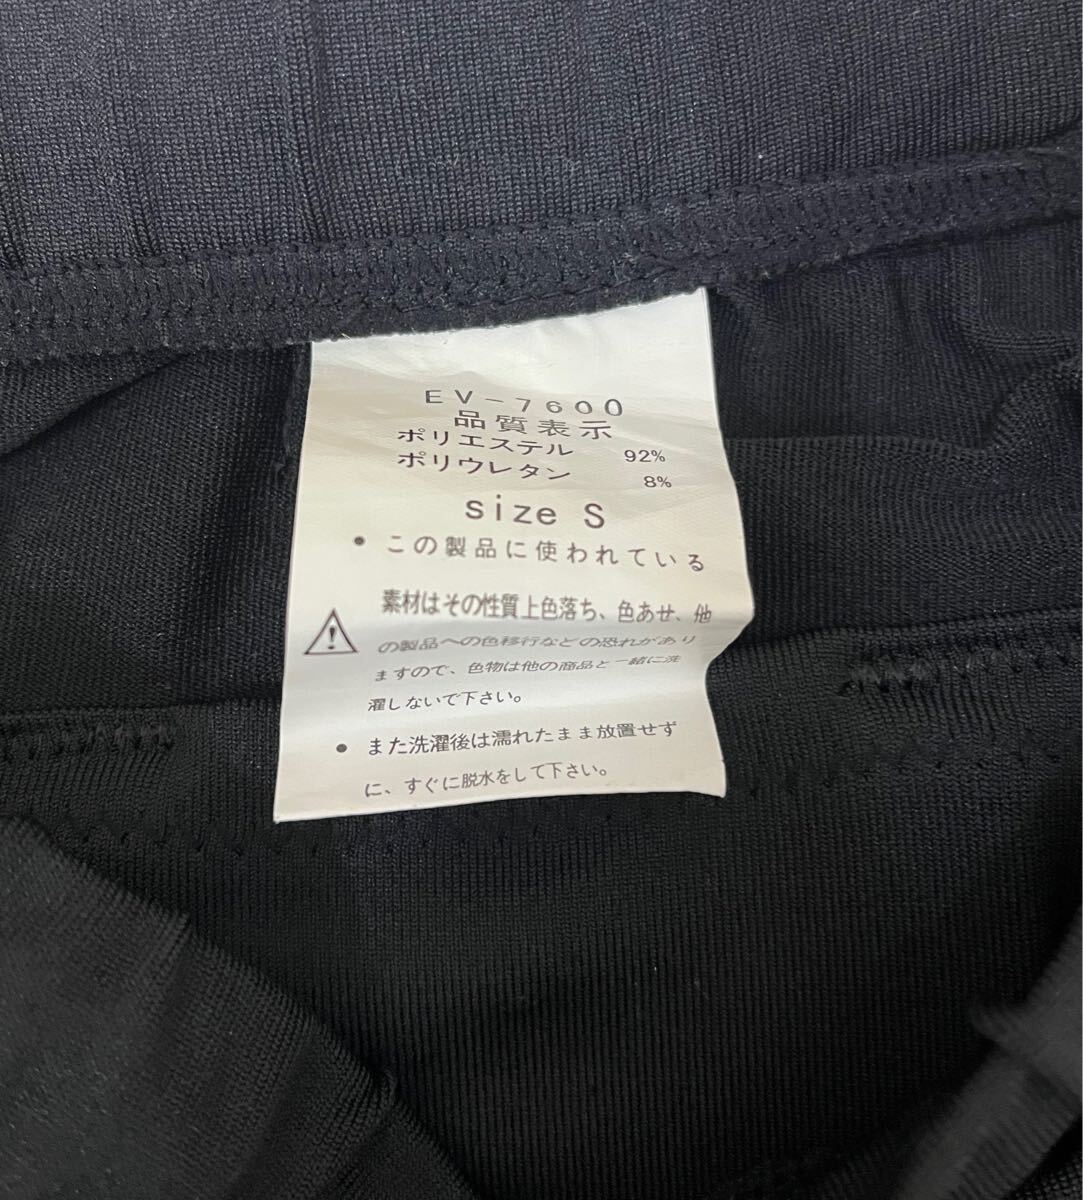 EV-7600
品質表示
ポリエステル 92%
ポリウレタン 8%
size S
• この製品に使われている
素材はその性質上色落ち、色あせ、他
の製品への色移行などの恐れがあり
ますので、色物は他の商品と一緒に洗
濯しないで下さい。
• また洗濯後は濡れたまま放置せず
に、すぐに脱水をして下さい。